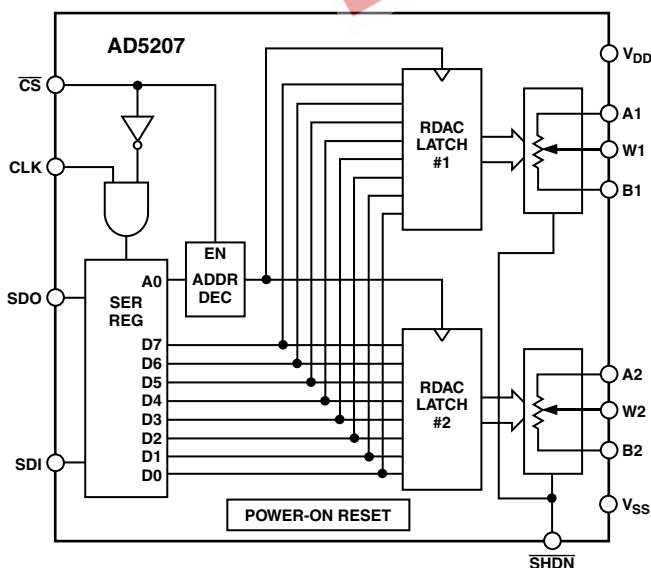 AD5207
CS
CLK
SDO
SDI
EN
ADDR
DEC
A0
SER
REG
D7
D6
D5
D4
D3
D2
D1
D0
RDAC
LATCH
#1
RDAC
LATCH
#2
POWER-ON RESET
VDD
A1
W1
B1
A2
W2
B2
VSS
SHDN